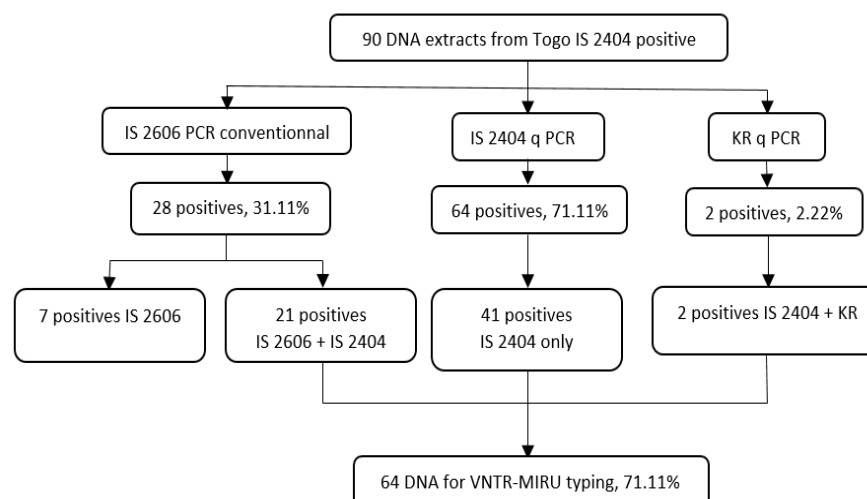 90 DNA extracts from Togo IS 2404 positive
IS 2606 PCR conventionnal
IS 2404 q PCR
KR q PCR
28 positives, 31.11%
64 positives, 71.11%
2 positives, 2.22%
7 positives IS 2606
21 positives
IS 2606 + IS 2404
41 positives
IS 2404 only
2 positives IS 2404 + KR
64 DNA for VNTR-MIRU typing, 71.11%